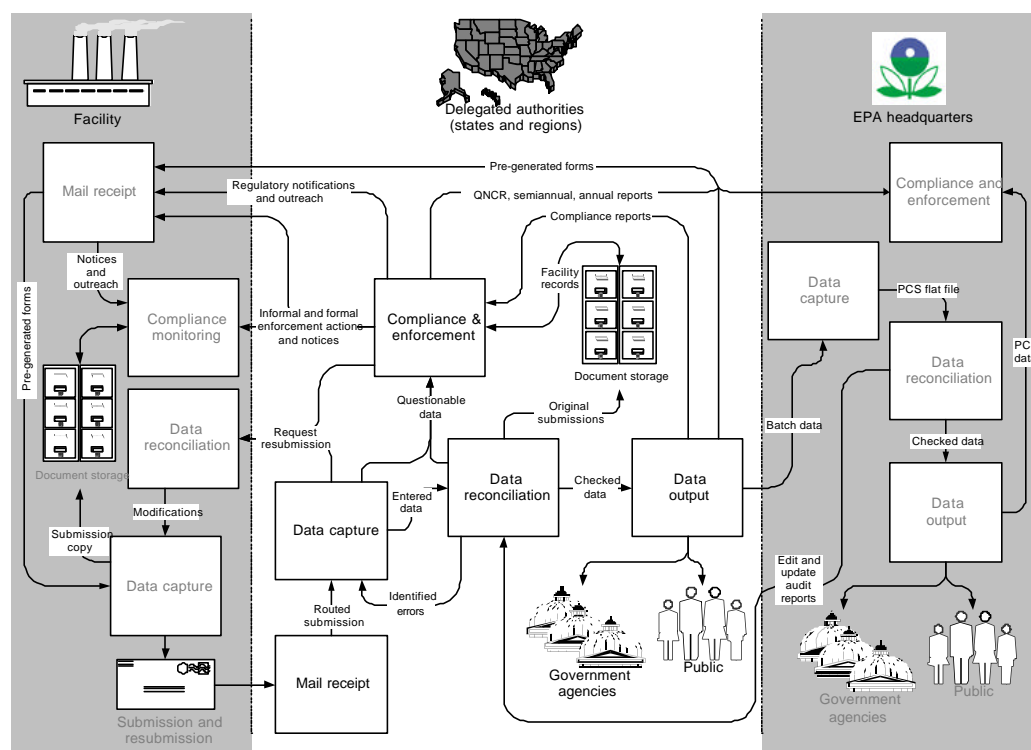 Facility
Delegated authorities
(states and regions)
EPA headquarters
Mail receipt
Pre-generated forms
Regulatory notifications
and outreach
QNCR, semiannual, annual reports
Compliance reports
Compliance and
enforcement
Notices
and
outreach
Pre-generated forms
Compliance
monitoring
Informal and formal
enforcement actions
and notices
Compliance &
enforcement
Facility
records
Document storage
Data
capture
PCS flat file
Data
reconciliation
Document storage
Data
reconciliation
Request
resubmission
Questionable
data
Original
submissions
Batch data
Checked data
Modifications
Submission
copy
Data capture
Data capture
Entered
data
Data
reconciliation
Checked
data
Data
output
Data
output
Identified
errors
Routed
submission
Edit and
update
audit
reports
Mail receipt
Submission and
resubmission
Government
agencies
Public
Government
agencies
Public
data